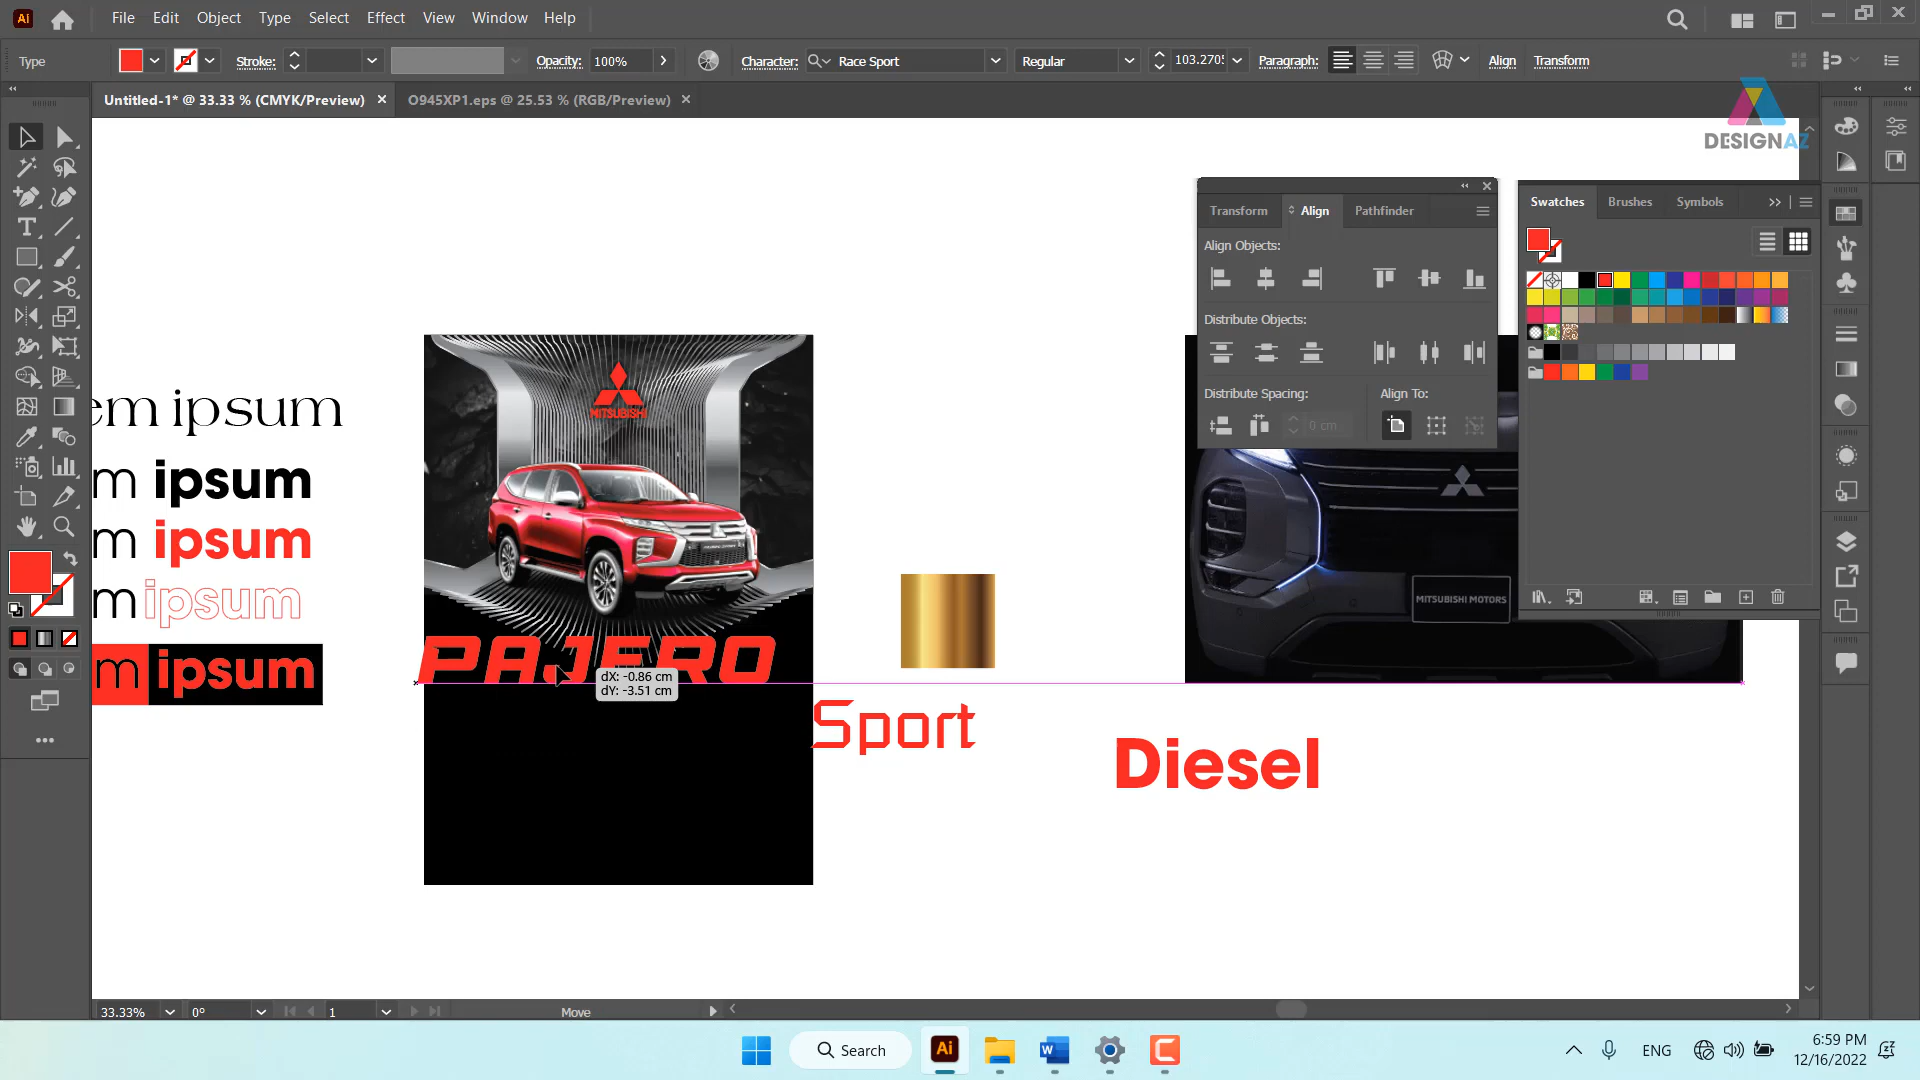 Ai File Edit Object Type Select Effect View Window Help
Type Stroke: Opacity: 100% Character: Race Sport Regular 103.2705 Paragraph: Align Transform
Untitled-1* @ 33.33 % (CMYK/Preview) × O945XP1.eps @ 25.53 % (RGB/Preview) ×
DESIGNAZ
Transform Align Pathfinder
Align Objects:
Distribute Objects:
Distribute Spacing: Align To:
0 cm
Swatches Brushes Symbols
em ipsum
m ipsum
m ipsum
m ipsum
m ipsum
MITSUBISHI
PAJERO
dX: -0.86 cm
dY: -3.51 cm
Sport
Diesel
MITSUBISHI MOTORS
33.33% 0° 1 Move
Search
Ai
W
C
ENG
6:59 PM
12/16/2022